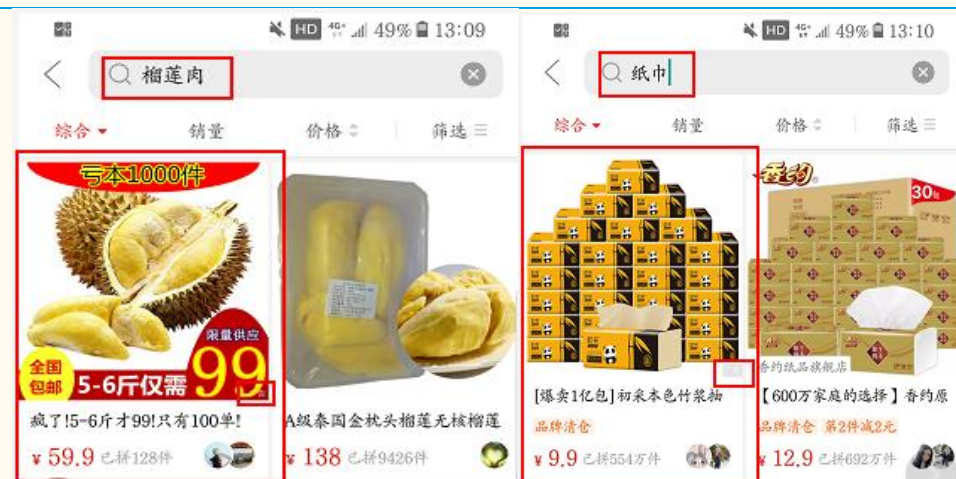 HD 4G+ 49% 13:09
榴莲肉
综合 销量 价格 筛选
亏本1000件
限量供应
全国
包邮
5-6斤仅需99
疯了!5-6斤才99!只有100单!
¥59.9 已拼128件
A级泰国金枕头榴莲无核榴莲
¥138 已拼9426件
HD 4G+ 49% 13:10
纸巾
综合 销量 价格 筛选
[爆卖1亿包]初采本色竹浆抽
品牌清仓
¥9.9 已拼554万件
香约
30包
香约纸品旗舰店
【600万家庭的选择】香约原
品牌清仓 第2件减2元
¥12.9 已拼692万件